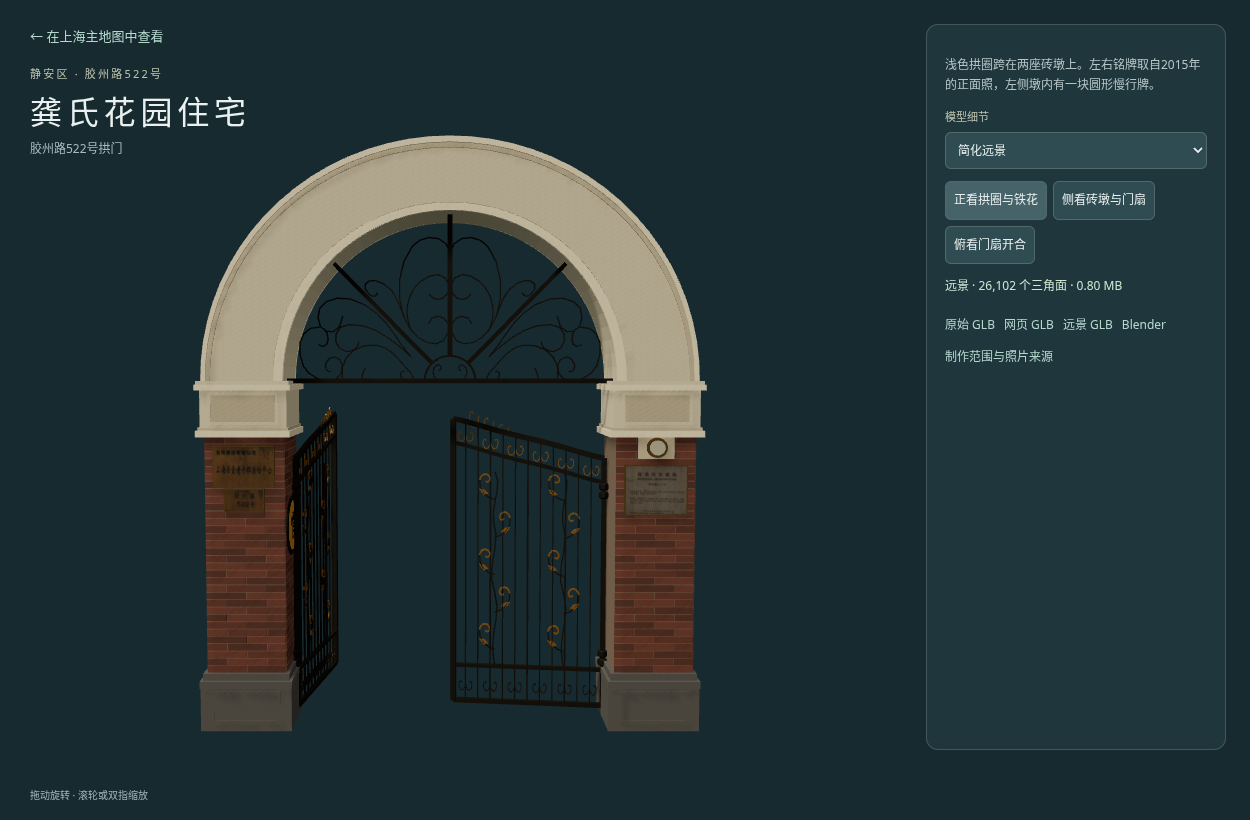 ← 在上海主地图中查看
静安区 · 胶州路522号
龚氏花园住宅
胶州路522号拱门
浅色拱圈跨在两座砖墩上。左右铭牌取自2015年
的正面照，左侧墩内有一块圆形慢行牌。
模型细节
简化远景
正看拱圈与铁花
侧看砖墩与门扇
俯看门扇开合
远景 · 26,102 个三角面 · 0.80 MB
原始 GLB 网页 GLB 远景 GLB Blender
制作范围与照片来源
拖动旋转 · 滚轮或双指缩放